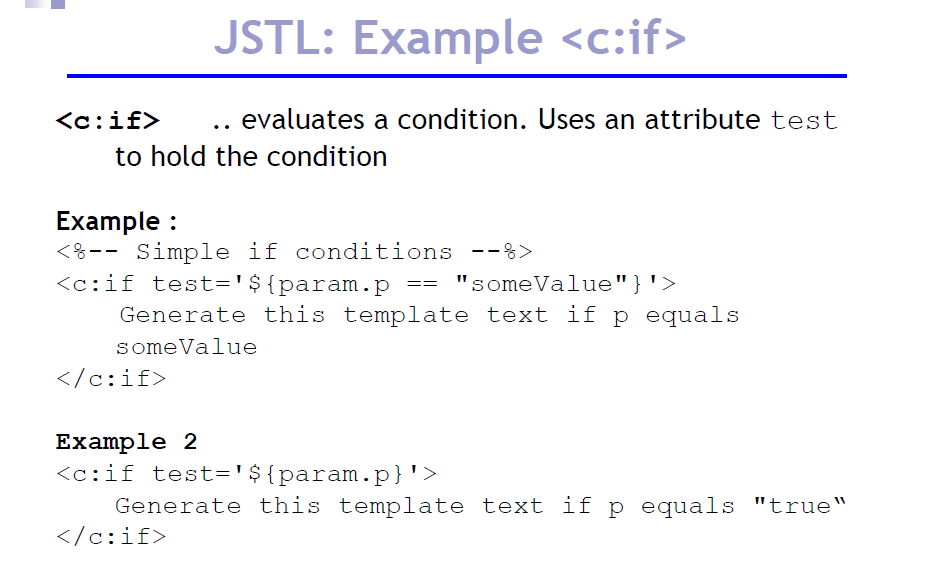 JSTL: Example <c:if>
<c:if> .. evaluates a condition. Uses an attribute test
to hold the condition
Example :
<%-- Simple if conditions --%>
<c:if test='${param.p == "someValue"}'>
Generate this template text if p equals
someValue
</c:if>
Example 2
<c:if test='${param.p}'>
Generate this template text if p equals "true“
</c:if>